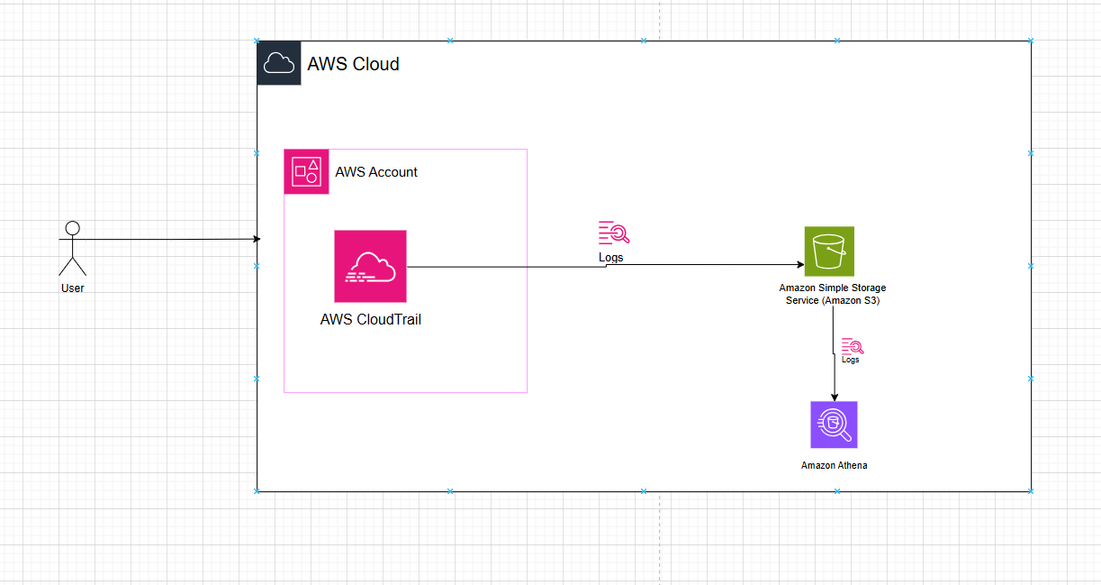 AWS Cloud
AWS Account
User
AWS CloudTrail
Logs
Amazon Simple Storage
Service (Amazon S3)
Logs
Amazon Athena